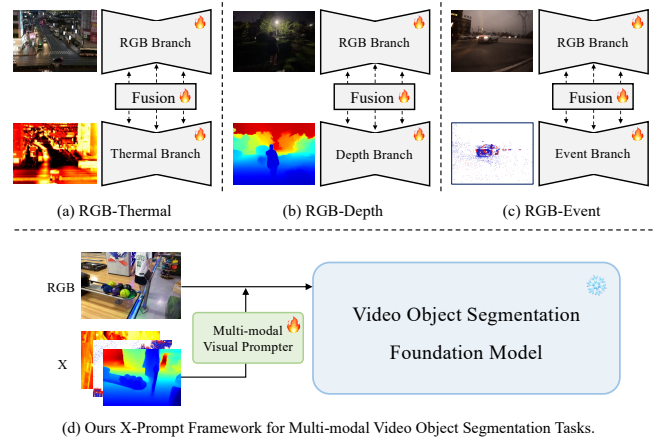 RGB Branch
Fusion
Thermal Branch
(a) RGB-Thermal
RGB Branch
Fusion
Depth Branch
(b) RGB-Depth
RGB Branch
Fusion
Event Branch
(c) RGB-Event
RGB
X
Multi-modal
Visual Prompter
Video Object Segmentation
Foundation Model
(d) Ours X-Prompt Framework for Multi-modal Video Object Segmentation Tasks.